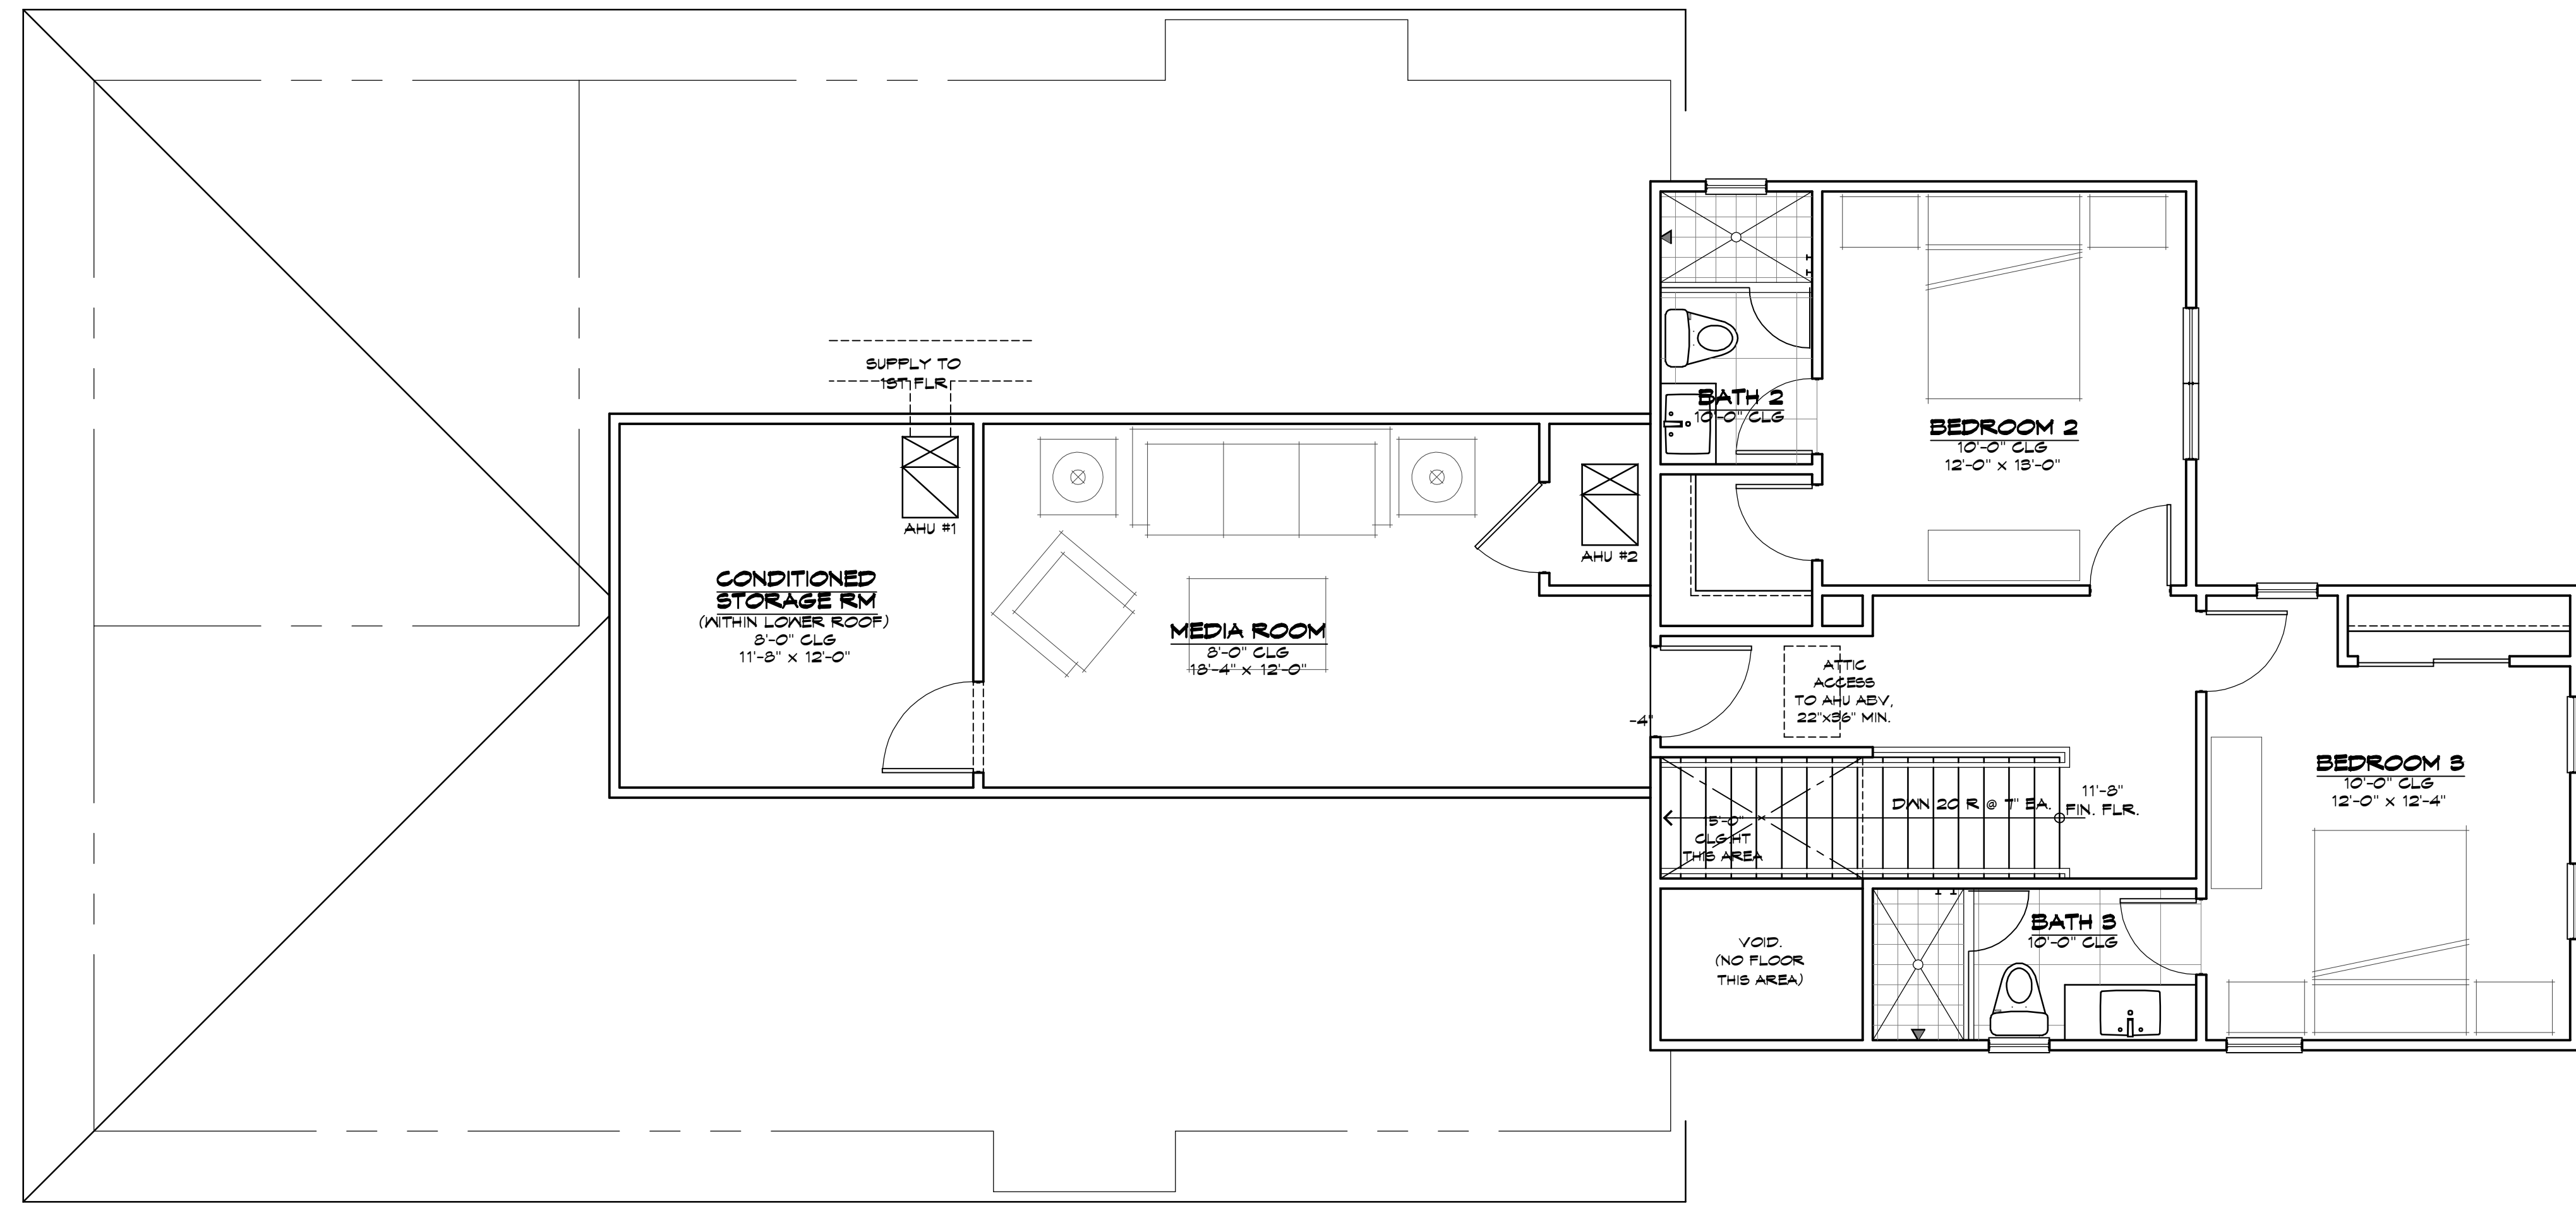 SUPPLY TO
1ST FLR
AHU #1
CONDITIONED
STORAGE RM
(WITHIN LOWER ROOF)
8'-0" CLG
11'-8" x 12'-0"
MEDIA ROOM
8'-0" CLG
18'-4" x 12'-0"
AHU #2
BATH 2
10'-0" CLG
BEDROOM 2
10'-0" CLG
12'-0" x 13'-0"
ATTIC
ACCESS
TO AHU ABV,
22"x36" MIN.
-4"
DWN 20 R @ 7" EA.
11'-8"
FIN. FLR.
5'-0"
CLG HT
THIS AREA
VOID.
(NO FLOOR
THIS AREA)
BATH 3
10'-0" CLG
BEDROOM 3
10'-0" CLG
12'-0" x 12'-4"